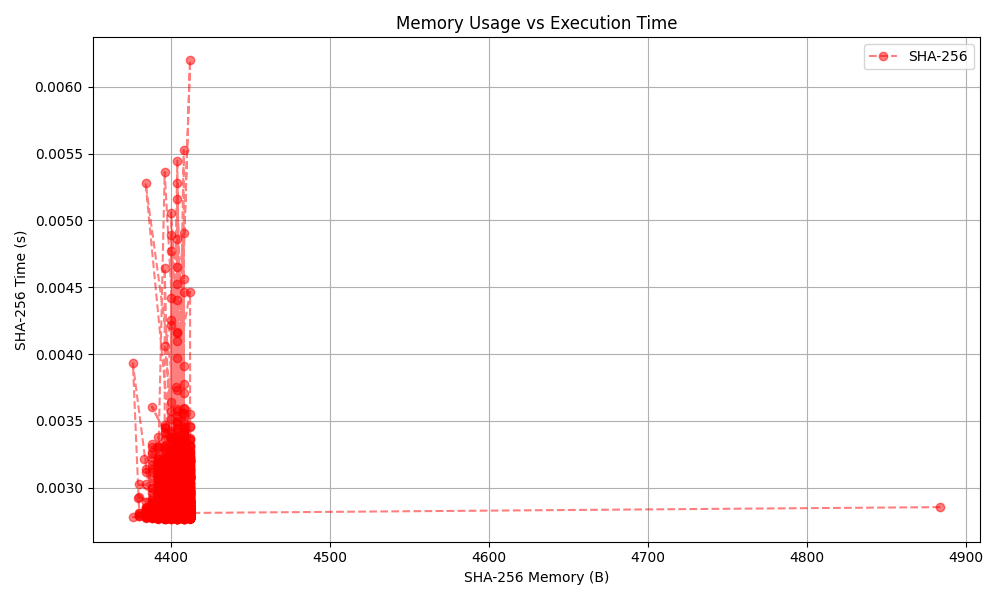 Memory Usage vs Execution Time
SHA-256
0.0060
0.0055
0.0050
0.0045
0.0040
0.0035
0.0030
SHA-256 Time (s)
4400 4500 4600 4700 4800 4900
SHA-256 Memory (B)